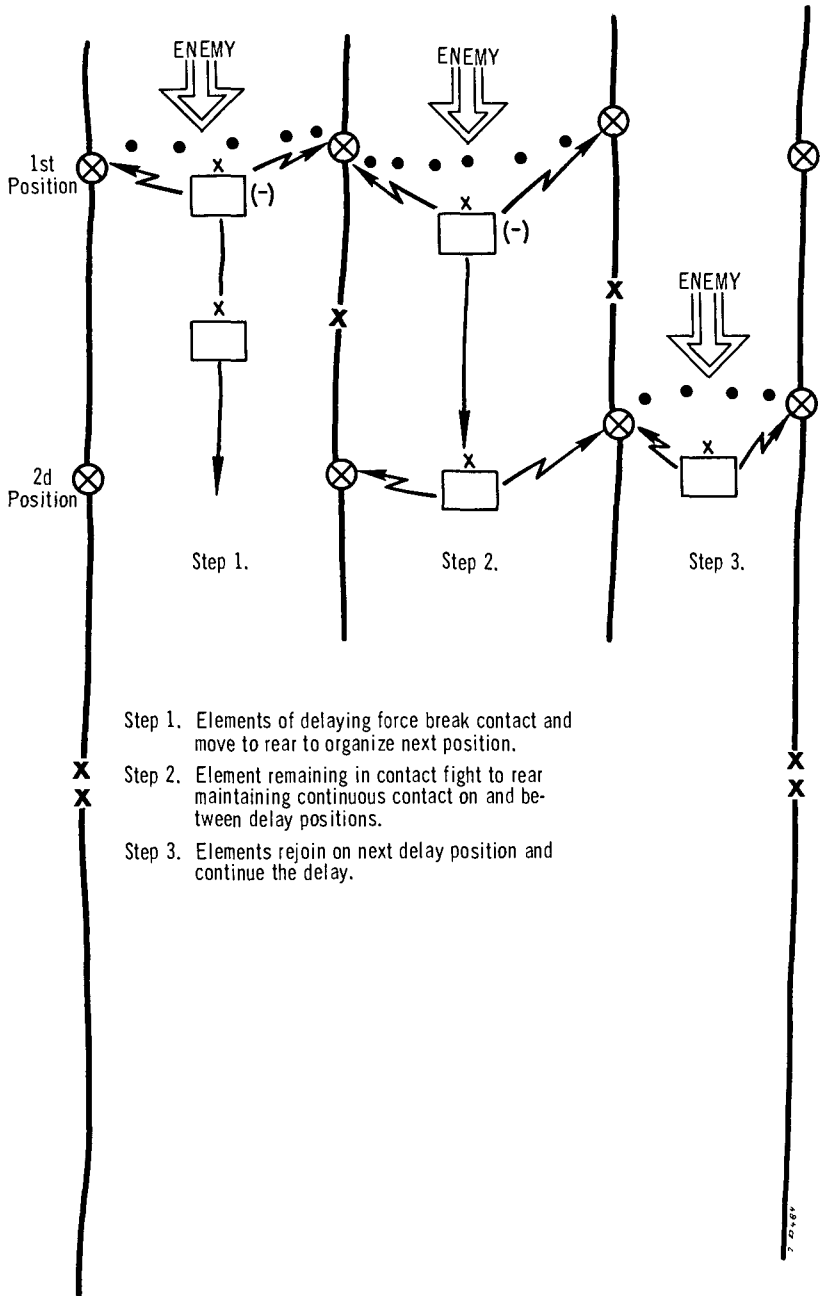 ENEMY
ENEMY
1st
Position
x
(-)
x
(-)
ENEMY
x
X
X
2d
Position
x
x
Step 1.
Step 2.
Step 3.
Step 1. Elements of delaying force break contact and
move to rear to organize next position.
Step 2. Element remaining in contact fight to rear
maintaining continuous contact on and be-
tween delay positions.
Step 3. Elements rejoin on next delay position and
continue the delay.
X
X
X
X